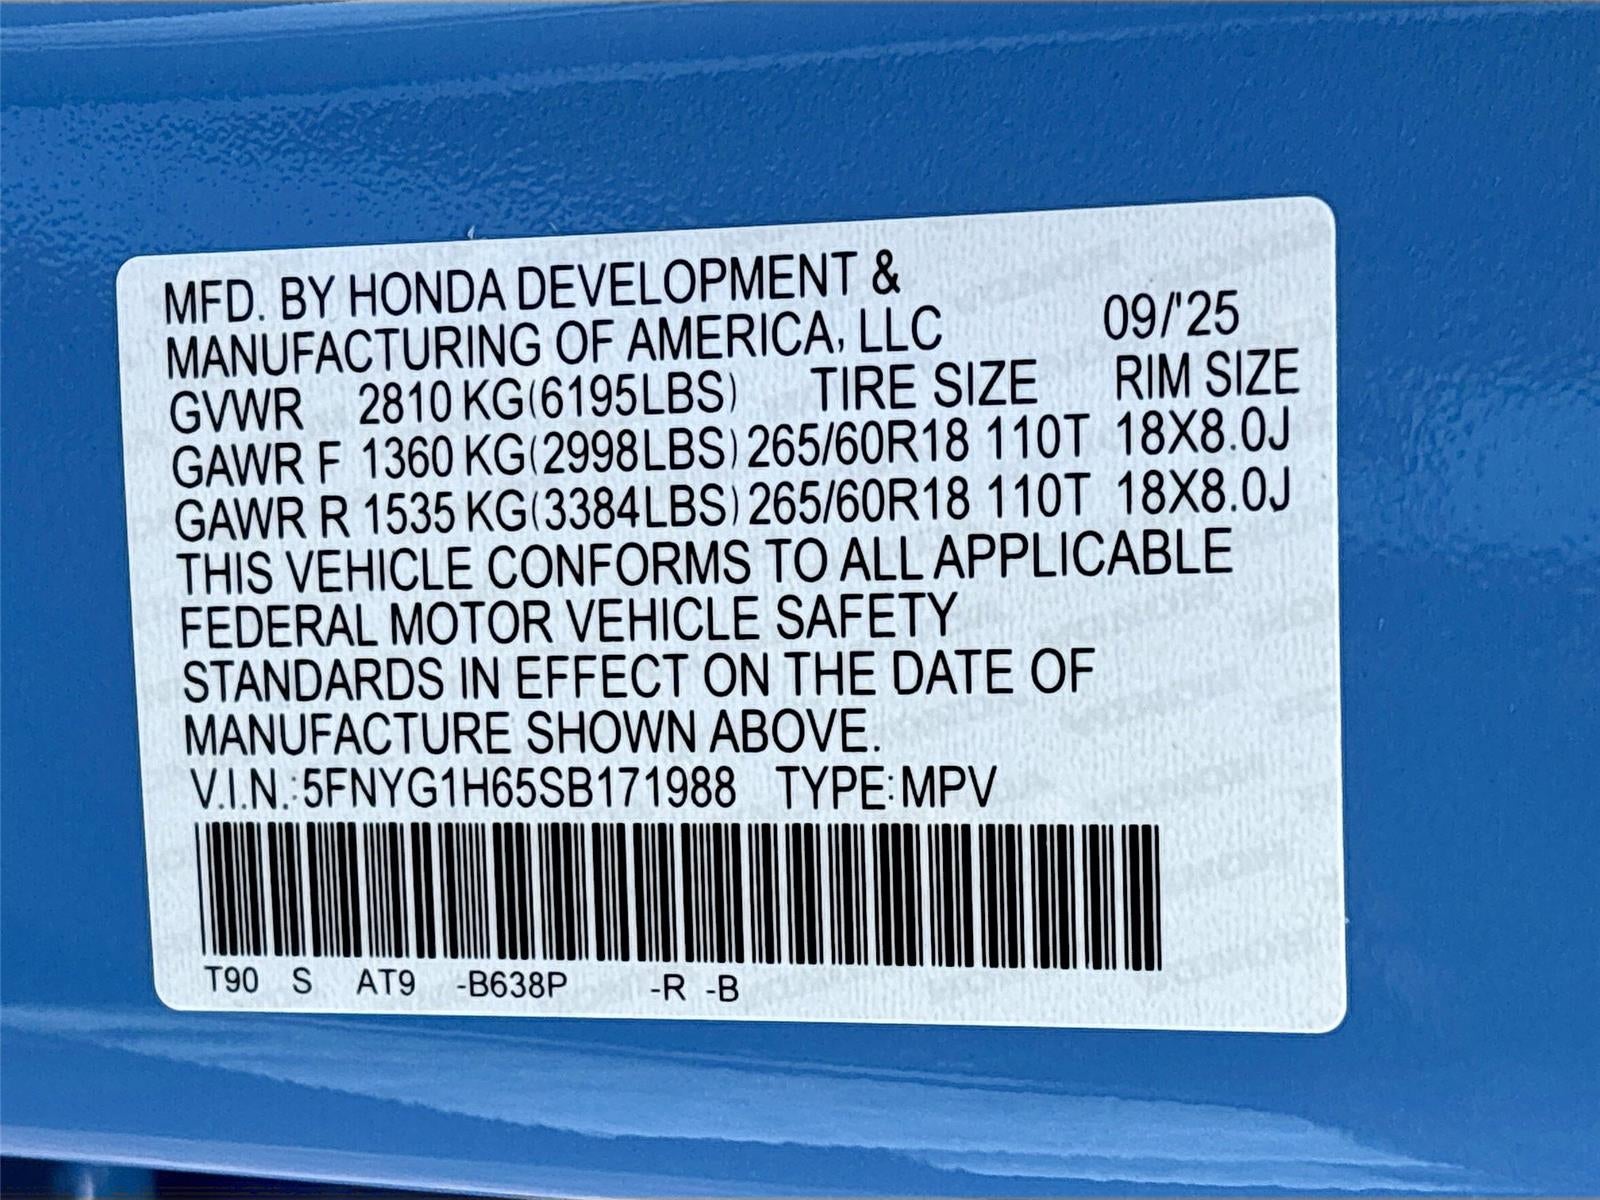 MFD. BY HONDA DEVELOPMENT &
MANUFACTURING OF AMERICA, LLC 09/'25
GVWR 2810 KG(6195LBS) TIRE SIZE RIM SIZE
GAWR F 1360 KG(2998LBS) 265/60R18 110T 18X8.0J
GAWR R 1535 KG(3384LBS) 265/60R18 110T 18X8.0J
THIS VEHICLE CONFORMS TO ALL APPLICABLE
FEDERAL MOTOR VEHICLE SAFETY
STANDARDS IN EFFECT ON THE DATE OF
MANUFACTURE SHOWN ABOVE.
V.I.N.:5FNYG1H65SB171988 TYPE:MPV
T90 S AT9 -B638P -R -B